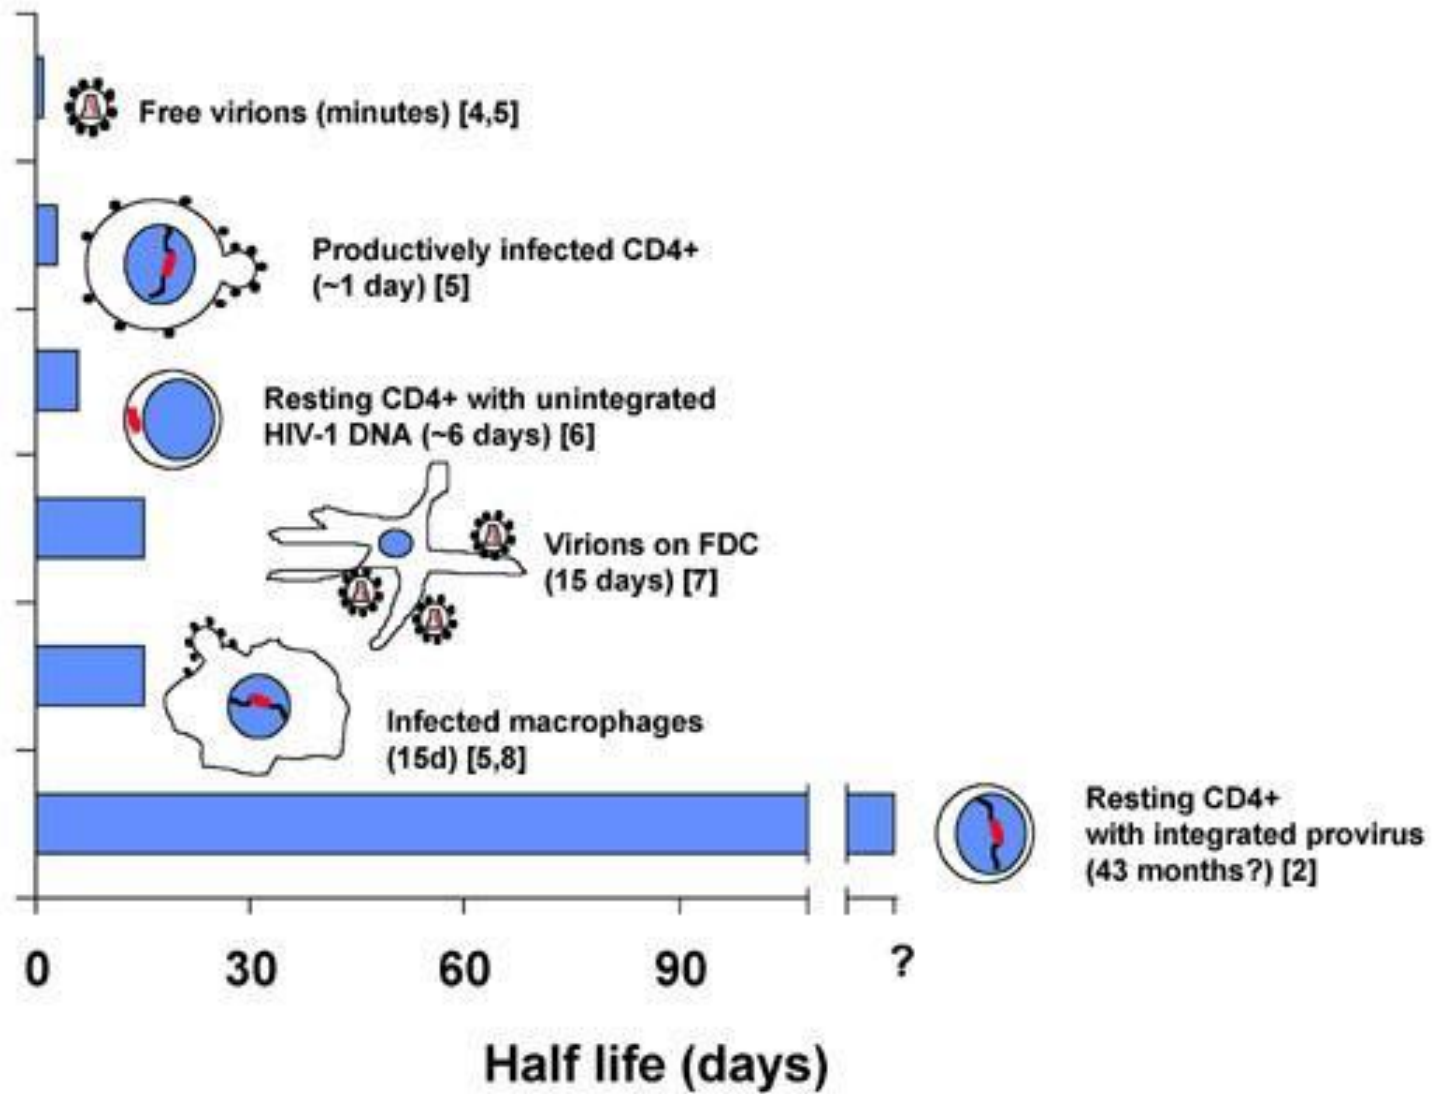 Free virions (minutes) [4,5]
Productively infected CD4+
(~1 day) [5]
Resting CD4+ with unintegrated
HIV-1 DNA (~6 days) [6]
Virions on FDC
(15 days) [7]
Infected macrophages
(15d) [5,8]
Resting CD4+
with integrated provirus
(43 months?) [2]
0 30 60 90 ?
Half life (days)